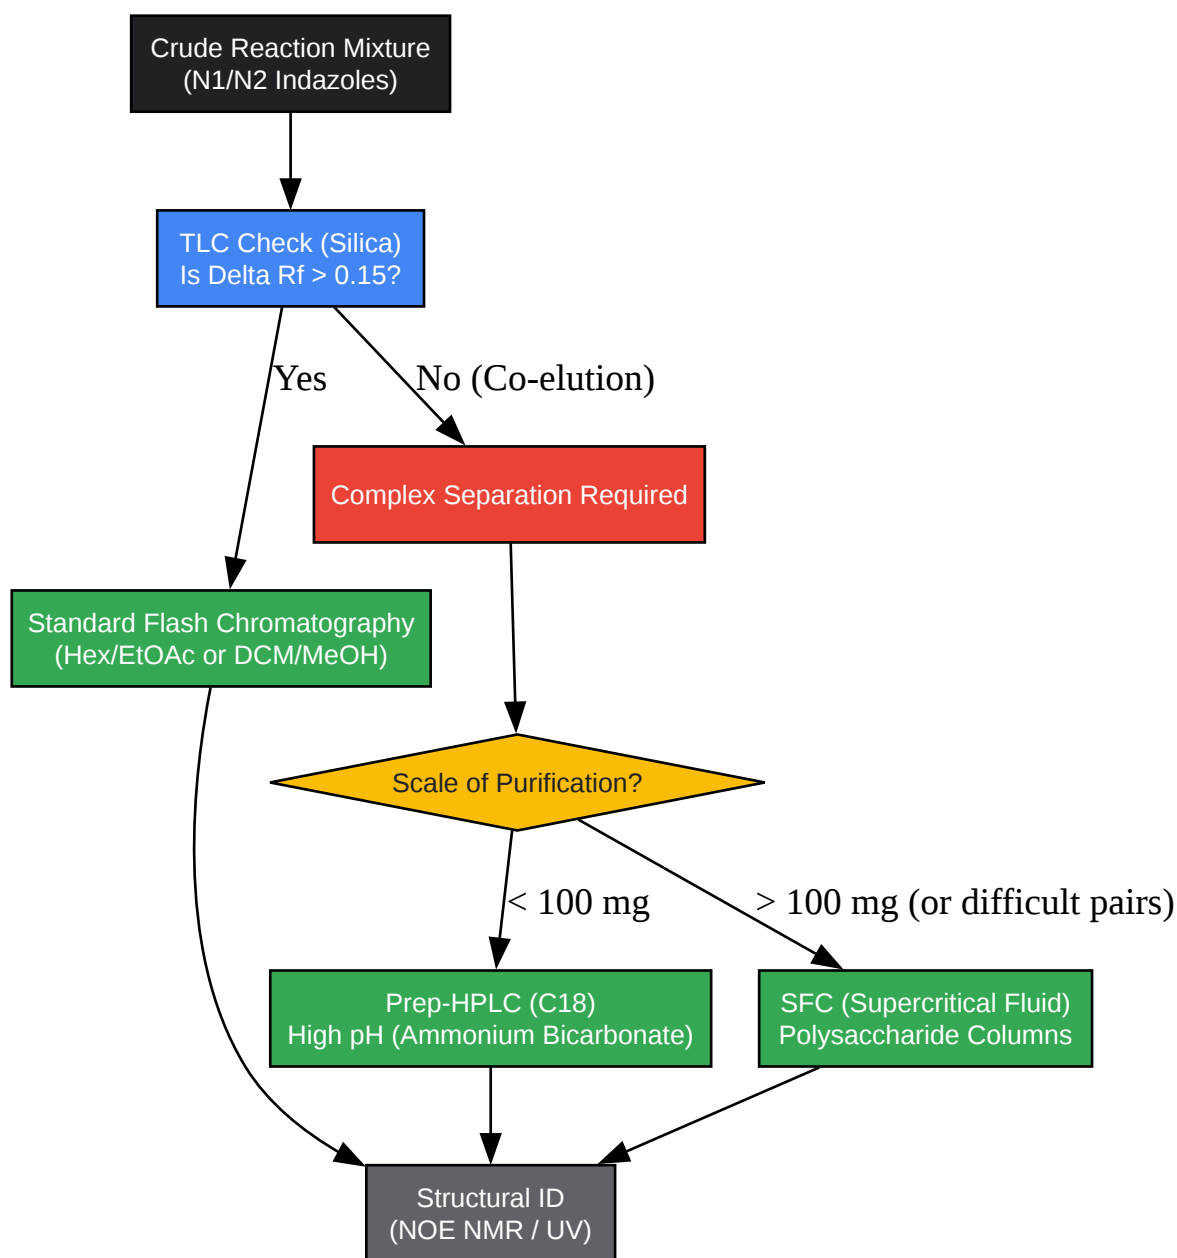 Crude Reaction Mixture
(N1/N2 Indazoles)
TLC Check (Silica)
Is Delta Rf > 0.15?
Yes
No (Co-elution)
Complex Separation Required
Standard Flash Chromatography
(Hex/EtOAc or DCM/MeOH)
Scale of Purification?
< 100 mg
> 100 mg (or difficult pairs)
Prep-HPLC (C18)
High pH (Ammonium Bicarbonate)
SFC (Supercritical Fluid)
Polysaccharide Columns
Structural ID
(NOE NMR / UV)